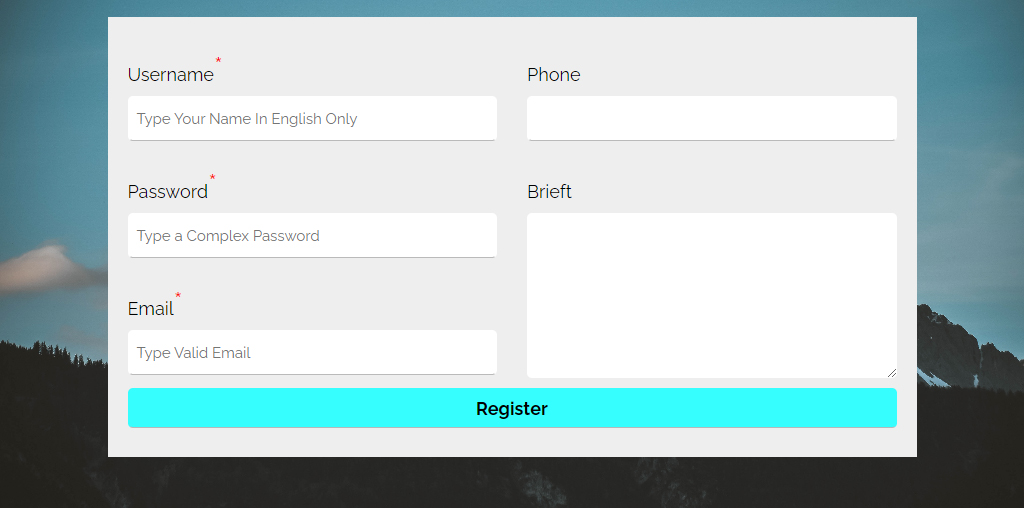 Username*
Type Your Name In English Only
Password*
Type a Complex Password
Email*
Type Valid Email
Phone
Brieft
Register